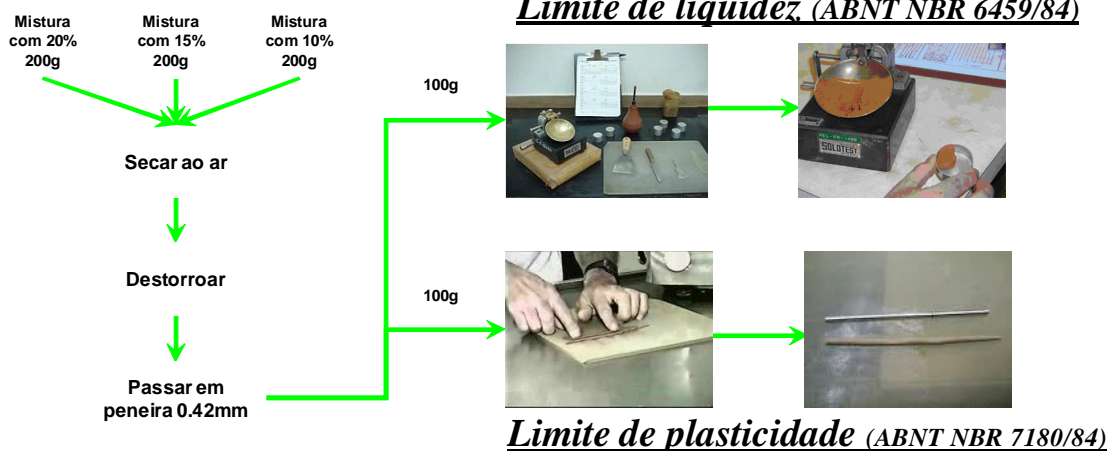 Limite de liquidez (ABNT NBR 6459/84)
Mistura
com 20%
200g
Mistura
com 15%
200g
Mistura
com 10%
200g
100g
SOLOTEST
Secar ao ar
Destorroar
100g
Passar em
peneira 0.42mm
Limite de plasticidade (ABNT NBR 7180/84)